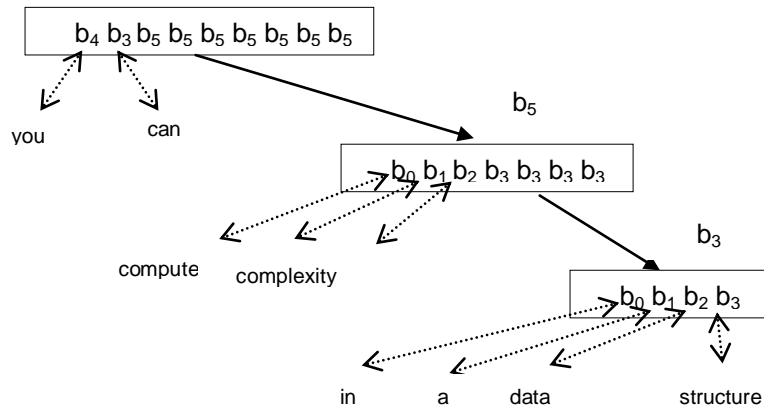 b₄ b₃ b₅ b₅ b₅ b₅ b₅ b₅ b₅
you
can
b₅
b₀ b₁ b₂ b₃ b₃ b₃ b₃
compute
complexity
b₃
b₀ b₁ b₂ b₃
in a data structure